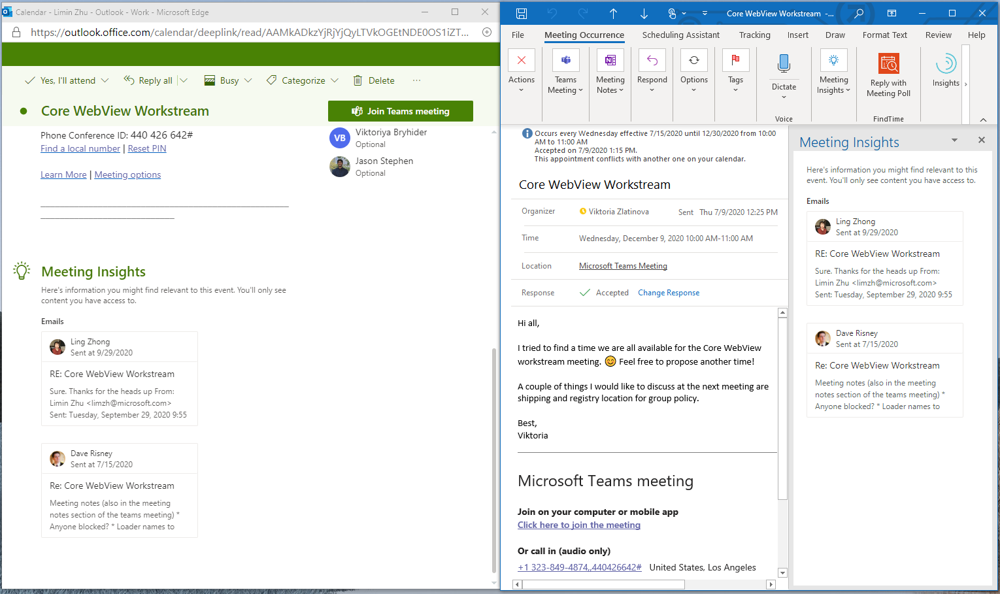 Calendar - Limin Zhu - Outlook - Work - Microsoft Edge
https://outlook.office.com/calendar/deeplink/read/AAMkADkzYjRjYjQyLTVkOGEtNDE0OS1iZT...
Yes, I'll attend
Reply all
Busy
Categorize
Delete
...
Core WebView Workstream
Join Teams meeting
Phone Conference ID: 440 426 642#
Find a local number | Reset PIN
Learn More | Meeting options
VB
Viktoriya Bryhider
Optional
Jason Stephen
Optional
Meeting Insights
Here's information you might find relevant to this event. You'll only see
content you have access to.
Emails
Ling Zhong
Sent at 9/29/2020
RE: Core WebView Workstream
Sure. Thanks for the heads up From:
Limin Zhu <limzh@microsoft.com>
Sent: Tuesday, September 29, 2020 9:55
Dave Risney
Sent at 7/15/2020
Re: Core WebView Workstream
Meeting notes (also in the meeting
notes section of the teams meeting) *
Anyone blocked? * Loader names to
Core WebView Workstream -...
File
Meeting Occurrence
Scheduling Assistant
Tracking
Insert
Draw
Format Text
Review
Help
Actions
Teams
Meeting
Meeting
Notes
Respond
Options
Tags
Dictate
Voice
Meeting
Insights
Reply with
Meeting Poll
FindTime
Insights
Occurs every Wednesday effective 7/15/2020 until 12/30/2020 from 10:00
AM to 11:00 AM
Accepted on 7/9/2020 1:15 PM.
This appointment conflicts with another one on your calendar.
Core WebView Workstream
Organizer
Viktoria Zlatinova
Sent Thu 7/9/2020 12:25 PM
Time
Wednesday, December 9, 2020 10:00 AM-11:00 AM
Location
Microsoft Teams Meeting
Response
Accepted
Change Response
Hi all,
I tried to find a time we are all available for the Core WebView
workstream meeting. 😊 Feel free to propose another time!
A couple of things I would like to discuss at the next meeting are
shipping and registry location for group policy.
Best,
Viktoria
Microsoft Teams meeting
Join on your computer or mobile app
Click here to join the meeting
Or call in (audio only)
+1 323-849-4874,,440426642# United States, Los Angeles
Meeting Insights
Here's information you might find relevant to this
event. You'll only see content you have access to.
Emails
Ling Zhong
Sent at 9/29/2020
RE: Core WebView Workstream
Sure. Thanks for the heads up From:
Limin Zhu <limzh@microsoft.com>
Sent: Tuesday, September 29, 2020 9:55
Dave Risney
Sent at 7/15/2020
Re: Core WebView Workstream
Meeting notes (also in the meeting
notes section of the teams meeting) *
Anyone blocked? * Loader names to